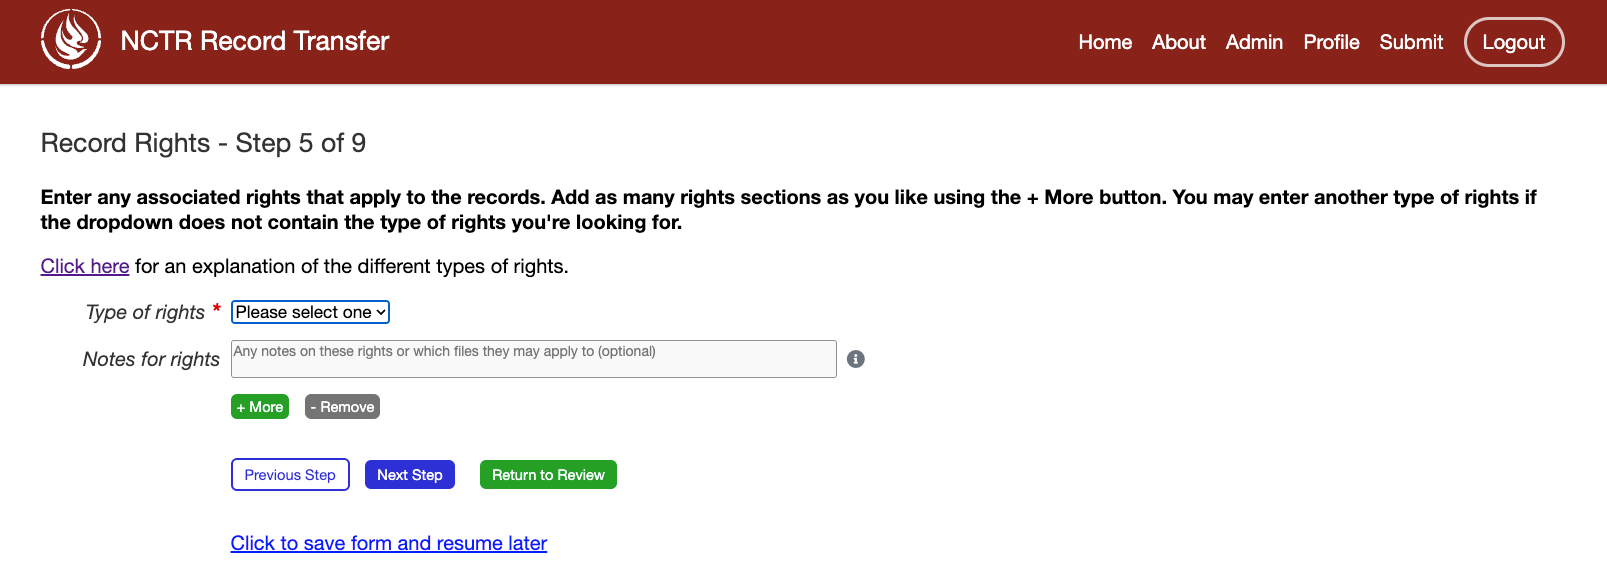 NCTR Record Transfer
Home About Admin Profile Submit Logout
Record Rights - Step 5 of 9
Enter any associated rights that apply to the records. Add as many rights sections as you like using the + More button. You may enter another type of rights if
the dropdown does not contain the type of rights you're looking for.
Click here for an explanation of the different types of rights.
Type of rights * Please select one
Notes for rights Any notes on these rights or which files they may apply to (optional)
+ More - Remove
Previous Step Next Step Return to Review
Click to save form and resume later